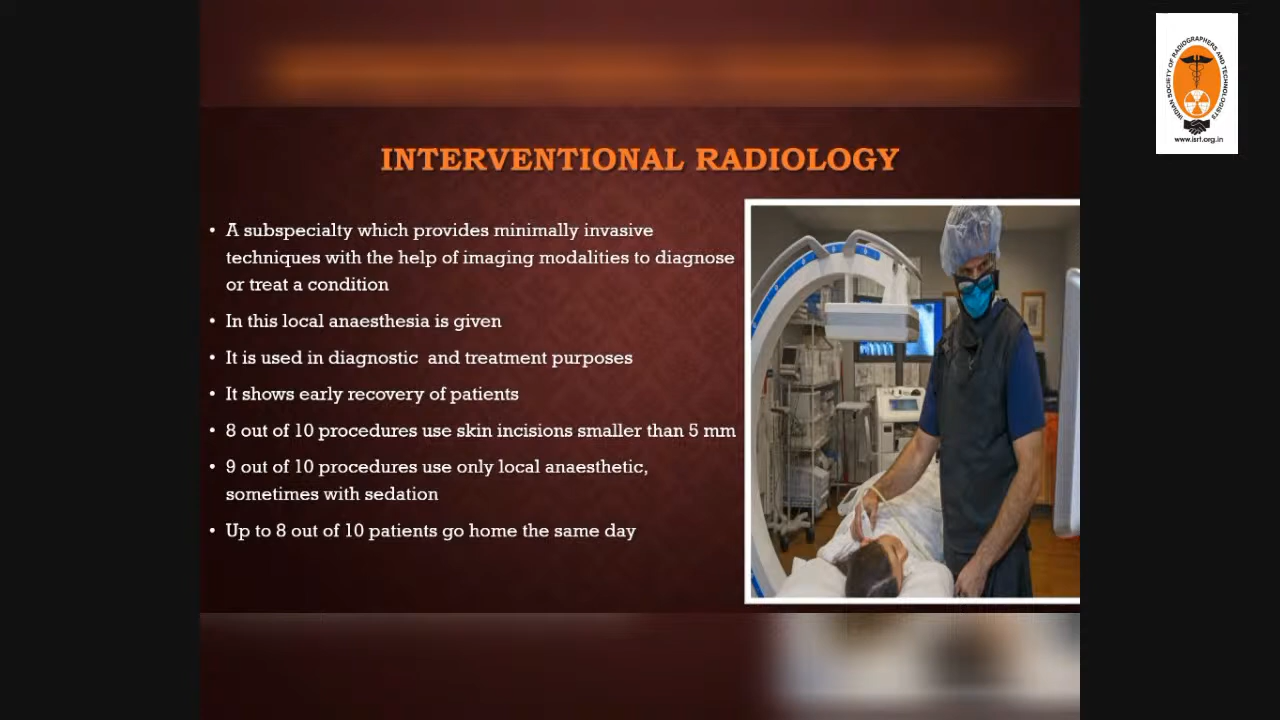 INTERVENTIONAL RADIOLOGY
• A subspecialty which provides minimally invasive
techniques with the help of imaging modalities to diagnose
or treat a condition
• In this local anaesthesia is given
• It is used in diagnostic  and treatment purposes
• It shows early recovery of patients
• 8 out of 10 procedures use skin incisions smaller than 5 mm
• 9 out of 10 procedures use only local anaesthetic,
sometimes with sedation
• Up to 8 out of 10 patients go home the same day
INDIAN SOCIETY OF RADIOGRAPHERS AND TECHNOLOGISTS
www.isrt.org.in